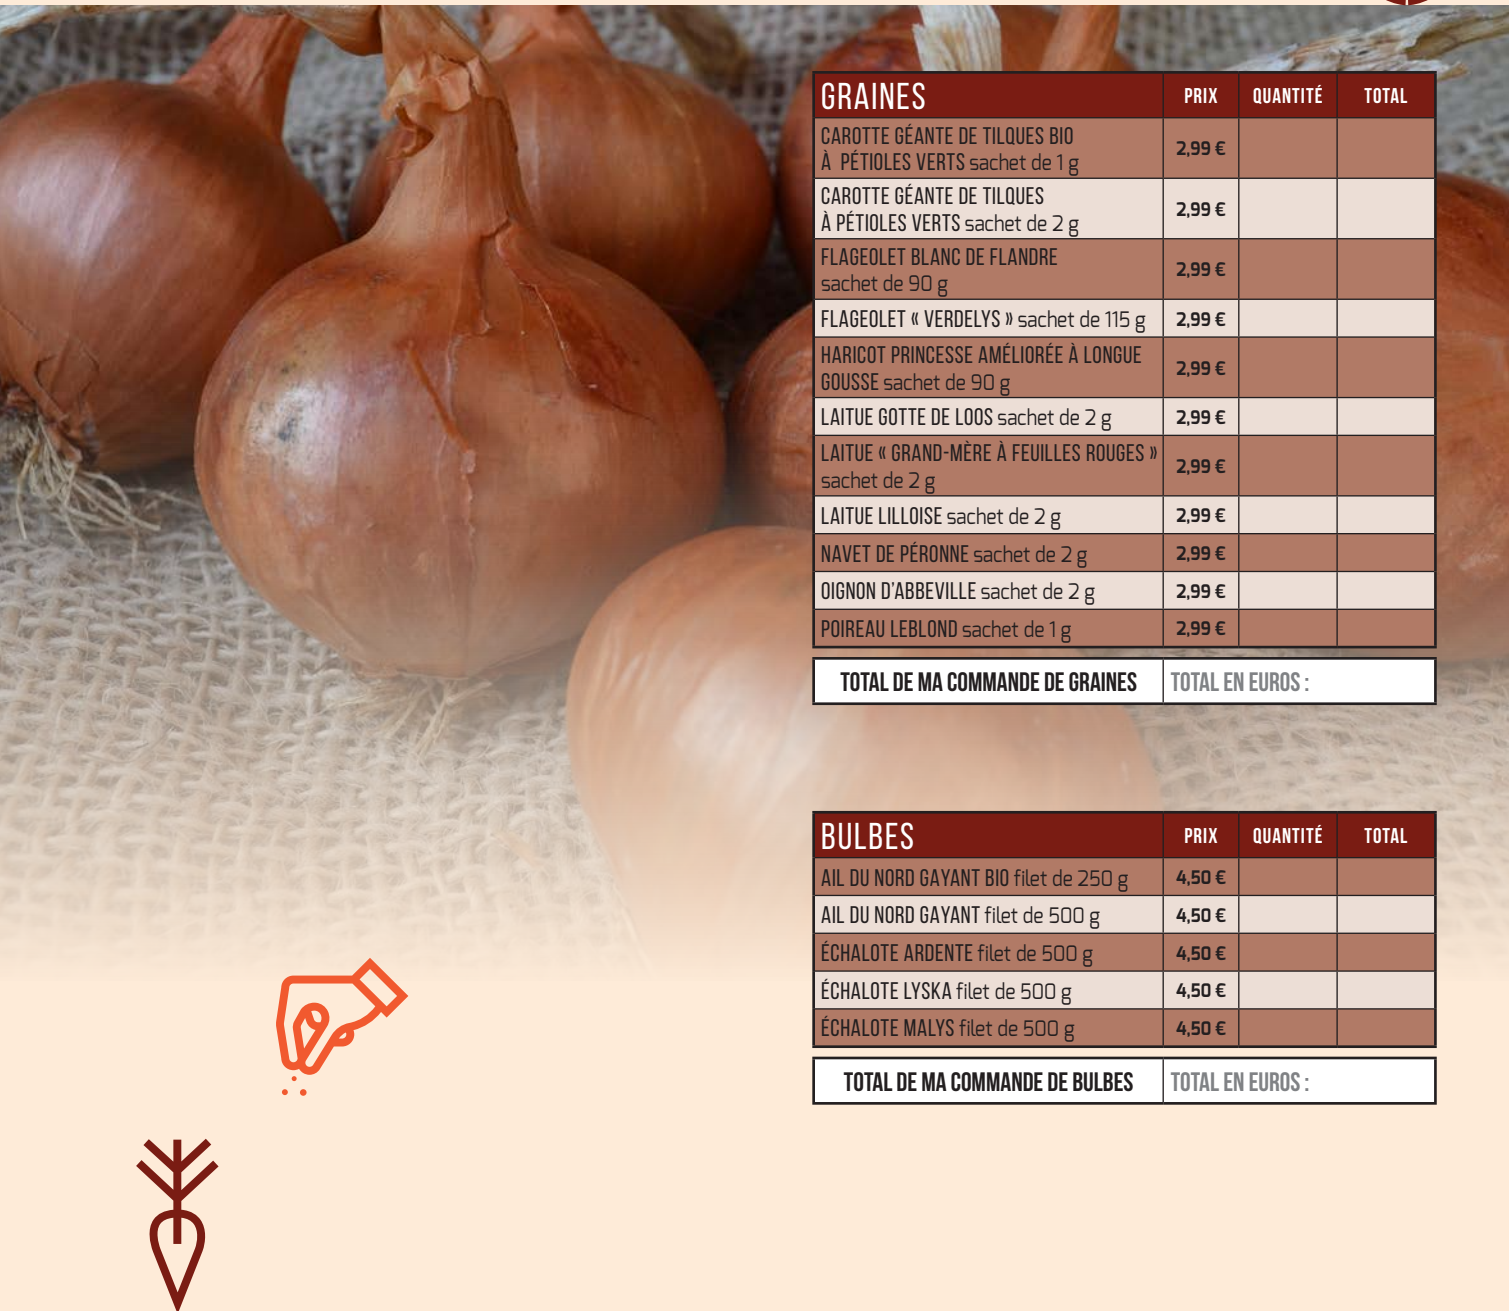 GRAINES PRIX QUANTITÉ TOTAL
CAROTTE GÉANTE DE TILQUES BIO
À PÉTIOLES VERTS sachet de 1 g 2,99 €
CAROTTE GÉANTE DE TILQUES
À PÉTIOLES VERTS sachet de 2 g 2,99 €
FLAGEOLET BLANC DE FLANDRE
sachet de 90 g 2,99 €
FLAGEOLET « VERDELYS » sachet de 115 g 2,99 €
HARICOT PRINCESSE AMÉLIORÉE À LONGUE
GOUSSE sachet de 90 g 2,99 €
LAITUE GOTTE DE LOOS sachet de 2 g 2,99 €
LAITUE « GRAND-MÈRE À FEUILLES ROUGES »
sachet de 2 g 2,99 €
LAITUE LILLOISE sachet de 2 g 2,99 €
NAVET DE PÉRONNE sachet de 2 g 2,99 €
OIGNON D'ABBEVILLE sachet de 2 g 2,99 €
POIREAU LEBLOND sachet de 1 g 2,99 €
TOTAL DE MA COMMANDE DE GRAINES TOTAL EN EUROS :
BULBES PRIX QUANTITÉ TOTAL
AIL DU NORD GAYANT BIO filet de 250 g 4,50 €
AIL DU NORD GAYANT filet de 500 g 4,50 €
ÉCHALOTE ARDENTE filet de 500 g 4,50 €
ÉCHALOTE LYSKA filet de 500 g 4,50 €
ÉCHALOTE MALYS filet de 500 g 4,50 €
TOTAL DE MA COMMANDE DE BULBES TOTAL EN EUROS :